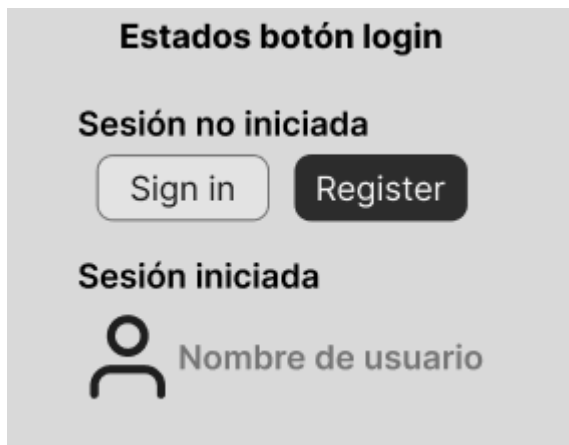 Estados botón login
Sesión no iniciada
Sign in Register
Sesión iniciada
Nombre de usuario